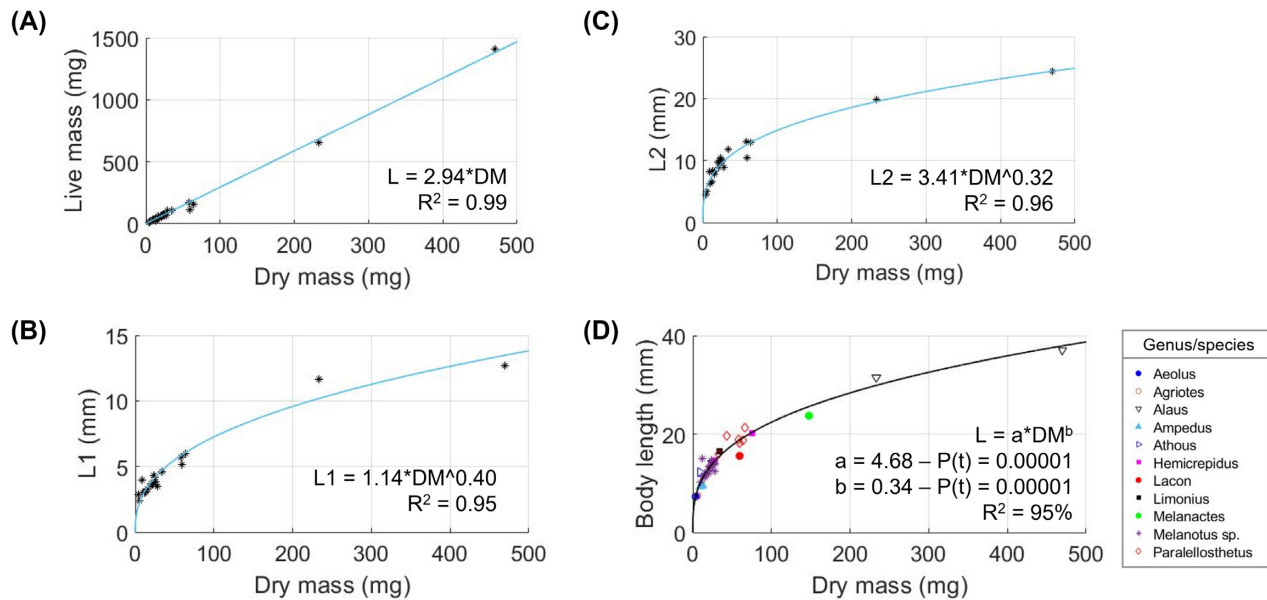 (A)
Live mass (mg)
1500
1000
500
0
L = 2.94*DM
R² = 0.99
0 100 200 300 400 500
Dry mass (mg)
(B)
L1 (mm)
15
10
5
0
L1 = 1.14*DM^0.40
R² = 0.95
0 100 200 300 400 500
Dry mass (mg)
(C)
L2 (mm)
30
20
10
0
L2 = 3.41*DM^0.32
R² = 0.96
0 100 200 300 400 500
Dry mass (mg)
(D)
Body length (mm)
40
20
0
L = a*DMᵇ
a = 4.68 – P(t) = 0.00001
b = 0.34 – P(t) = 0.00001
R² = 95%
0 100 200 300 400 500
Dry mass (mg)
Genus/species
Aeolus
Agriotes
Alaus
Ampedus
Athous
Hemicrepidus
Lacon
Limonius
Melanactes
Melanotus sp.
Paralellosthetus